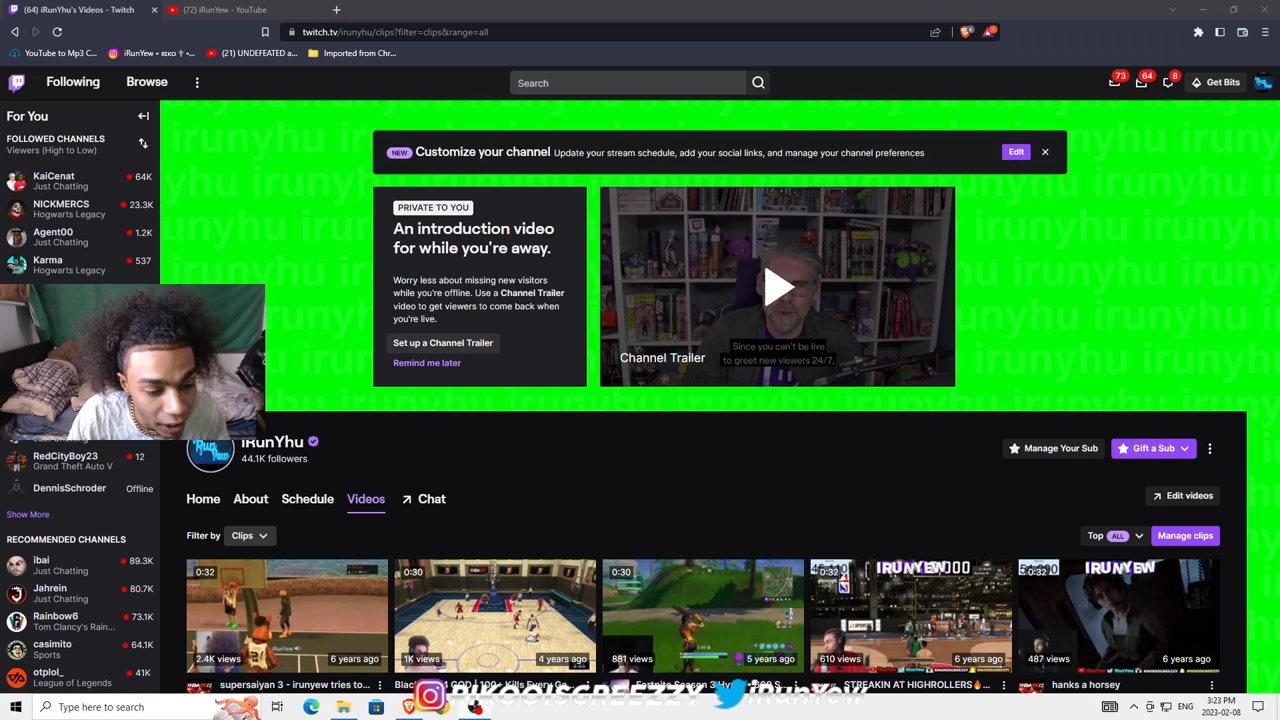 (64) iRunYhu's Videos - Twitch
(72) iRunYew - YouTube
twitch.tv/irunyhu/clips?filter=clips&range=all
YouTube to Mp3 C...
(21) UNDEFEATED a...
Imported from Chr...
Following
Browse
Search
73
64
8
Get Bits
For You
FOLLOWED CHANNELS
Viewers (High to Low)
KaiCenat
64K
Just Chatting
NICKMERCS
23.3K
Hogwarts Legacy
Agent00
1.2K
Just Chatting
Karma
537
Hogwarts Legacy
RedCityBoy23
12
Grand Theft Auto V
DennisSchroder
Offline
Show More
RECOMMENDED CHANNELS
ibai
89.3K
Just Chatting
Jahrein
80.7K
Just Chatting
Rainbow6
73.1K
Tom Clancy's Rain...
casimito
64.1K
Sports
otplol_
41K
League of Legends
irunyhu irunyhu irunyhu irunyhu
NEW Customize your channel Update your stream schedule, add your social links, and manage your channel preferences
Edit
PRIVATE TO YOU
An introduction video
for while you're away.
Worry less about missing new visitors
while you're offline. Use a Channel Trailer
video to get viewers to come back when
you're live.
Set up a Channel Trailer
Remind me later
Channel Trailer
Since you can't be live
to greet new viewers 24/7,
iRunYhu
44.1K followers
Manage Your Sub
Gift a Sub
Home
About
Schedule
Videos
Chat
Edit videos
Filter by
Clips
Top ALL
Manage clips
0:32
2.4K views
6 years ago
supersaiyan 3 - irunyew tries to...
0:30
1K views
4 years ago
0:30
881 views
5 years ago
0:32
IRUNYEW
610 views
6 years ago
STREAKIN AT HIGHROLLERS🔥...
0:32
IRUNYEW
487 views
6 years ago
hanks a horsey
iRunYew
Type here to search
ENG
3:23 PM
2023-02-08